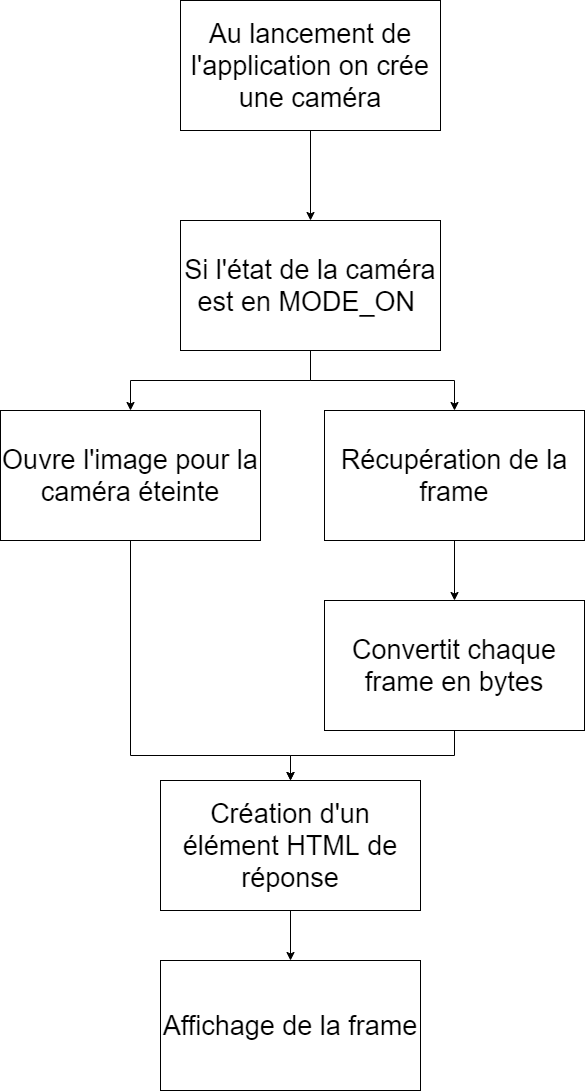 Au lancement de
l'application on crée
une caméra
Si l'état de la caméra
est en MODE_ON
Ouvre l'image pour la
caméra éteinte
Récupération de la
frame
Convertit chaque
frame en bytes
Création d'un
élément HTML de
réponse
Affichage de la frame